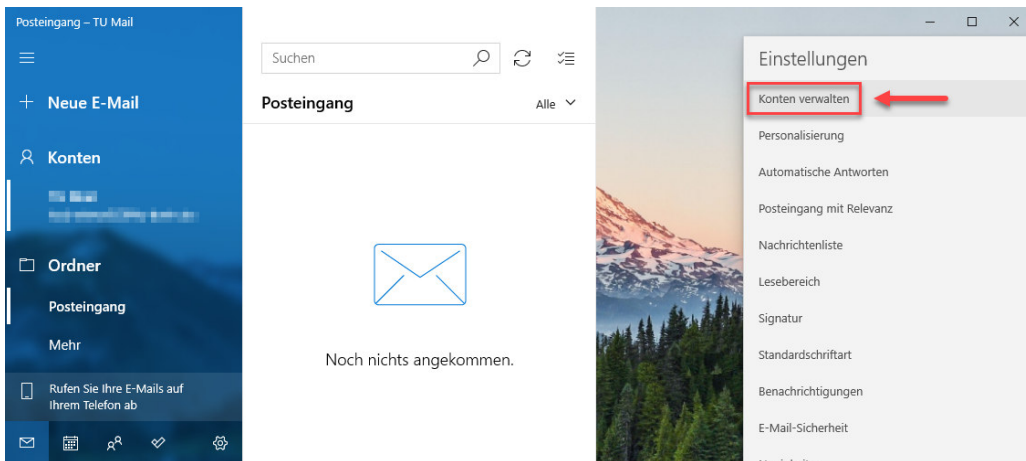 Posteingang – TU Mail
Neue E-Mail
Konten
Ordner
Posteingang
Mehr
Rufen Sie Ihre E-Mails auf
Ihrem Telefon ab
Suchen
Posteingang
Alle
Noch nichts angekommen.
Einstellungen
Konten verwalten
Personalisierung
Automatische Antworten
Posteingang mit Relevanz
Nachrichtenliste
Lesebereich
Signatur
Standardschriftart
Benachrichtigungen
E-Mail-Sicherheit